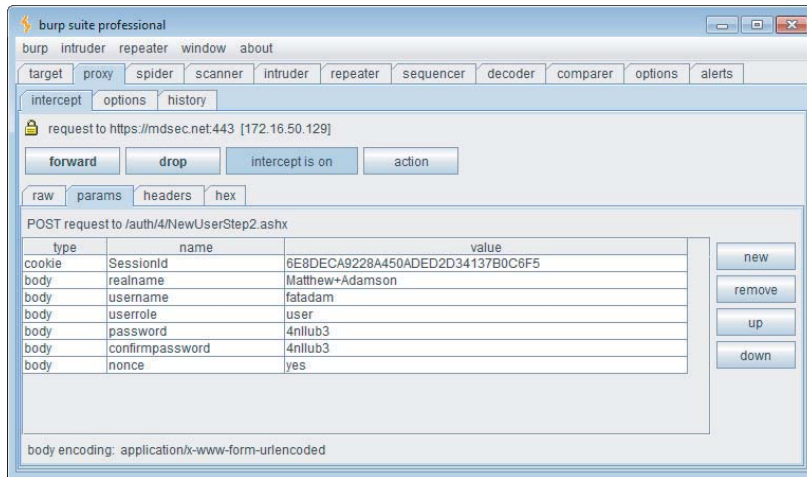 burp suite professional
burp intruder repeater window about
target proxy spider scanner intruder repeater sequencer decoder comparer options alerts
intercept options history
request to https://mdsec.net:443 [172.16.50.129]
forward drop intercept is on action
raw params headers hex
POST request to /auth/4/NewUserStep2.ashx
type name value
cookie SessionId 6E8DECA9228A450ADED2D34137B0C6F5
body realname Matthew+Adamson
body username fatadam
body userrole user
body password 4nllub3
body confirmpassword 4nllub3
body nonce yes
new
remove
up
down
body encoding: application/x-www-form-urlencoded